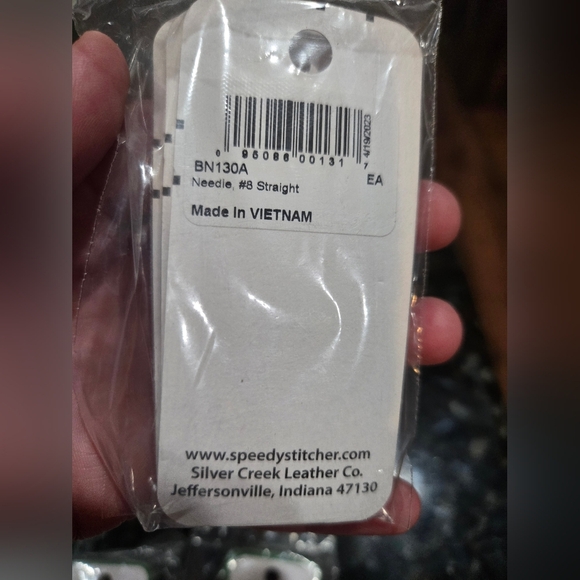 4/19/2023
0 95086 00131 7
BN130A
EA
Needle, #8 Straight
Made In VIETNAM
www.speedystitcher.com
Silver Creek Leather Co.
Jeffersonville, Indiana 47130